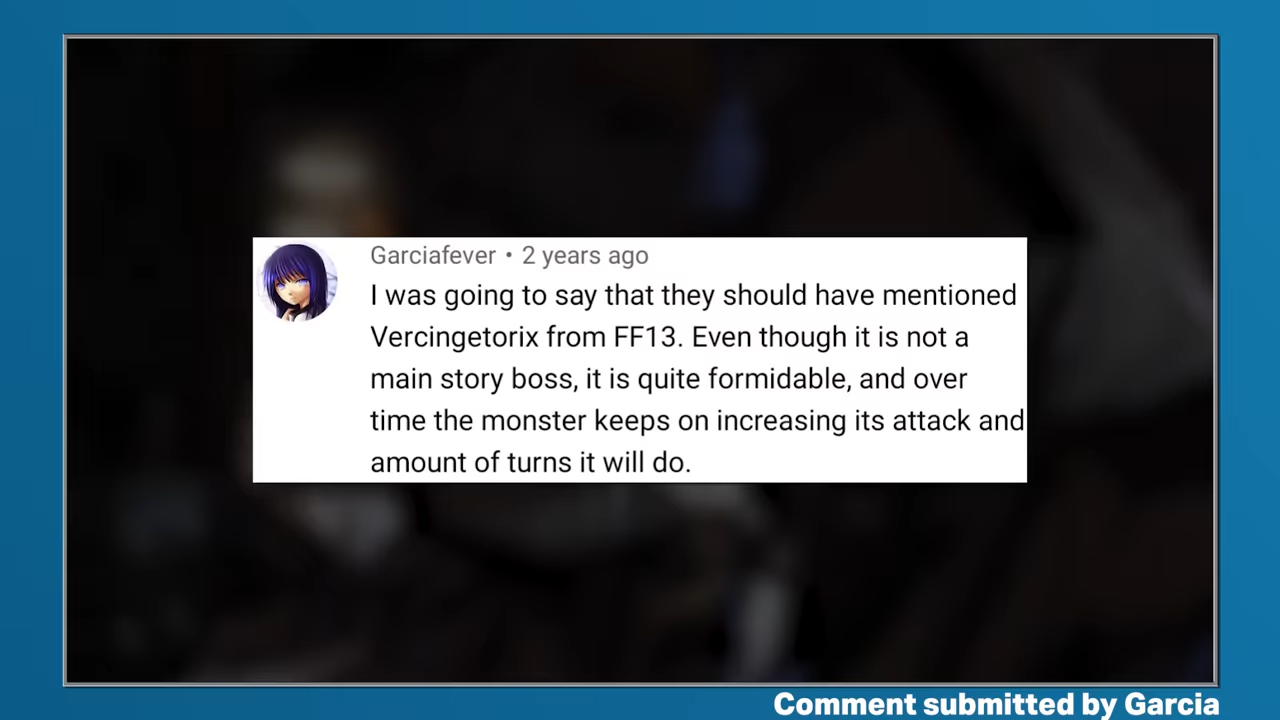 Garciafever • 2 years ago
I was going to say that they should have mentioned
Vercingetorix from FF13. Even though it is not a
main story boss, it is quite formidable, and over
time the monster keeps on increasing its attack and
amount of turns it will do.
Comment submitted by Garcia